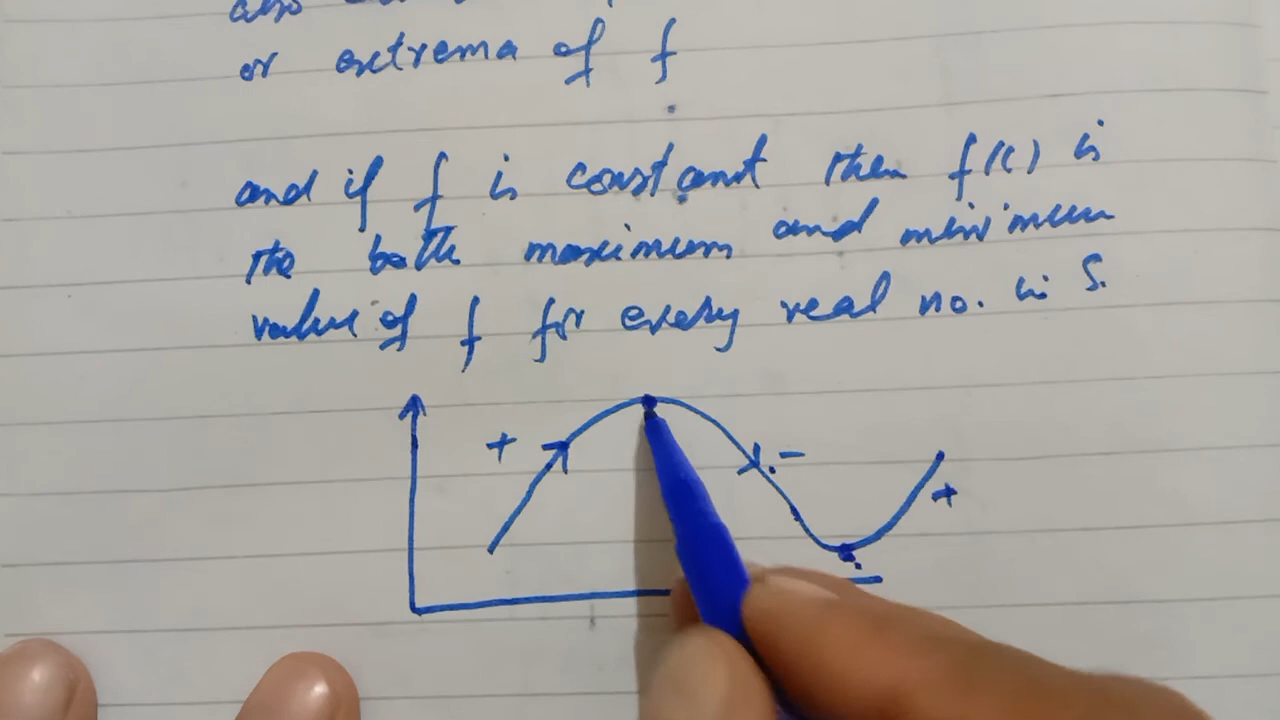 also
or extrema of f
and if f is constant then f(c) is
the both maximum and minimum
value of f for every real no. in S.
+ - +